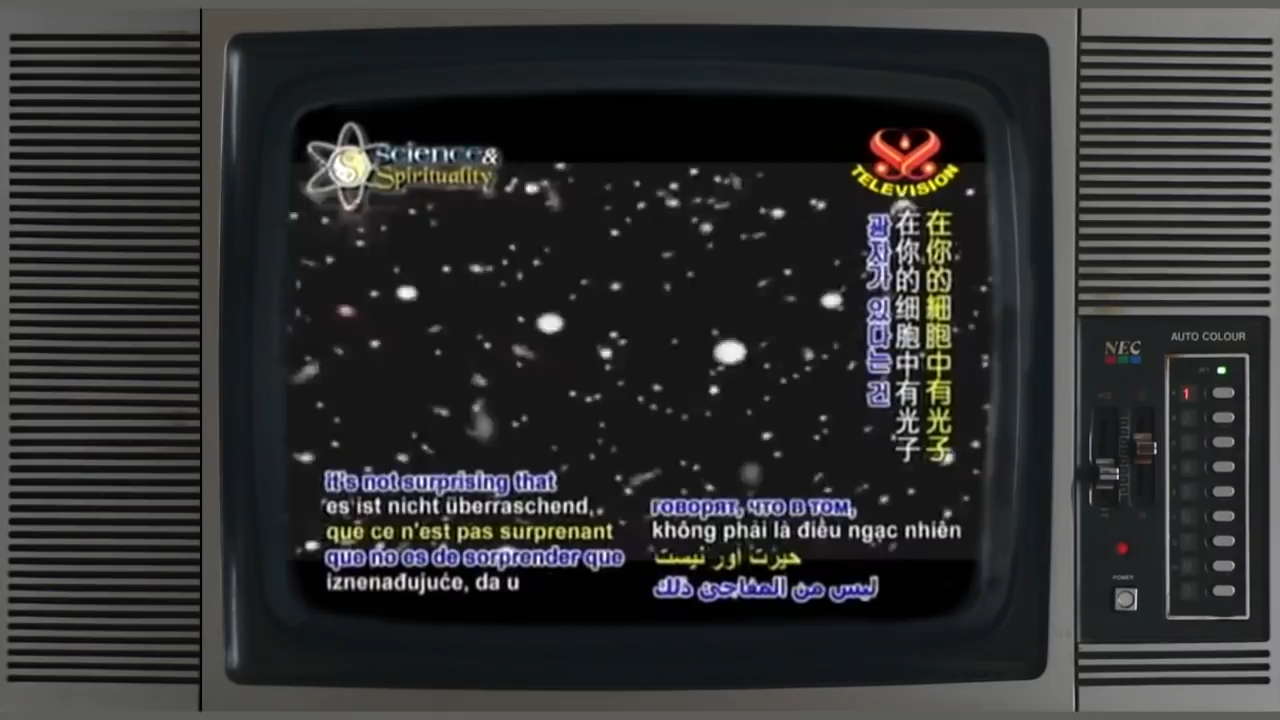 Science &
Spirituality
TELEVISION
在你的細胞中有光子
在你的细胞中有光子
광자가 있다는 건
it's not surprising that
es ist nicht überraschend,
que ce n'est pas surprenant
que no es de sorprender que
iznenađujuće, da u
говорят, что в том,
không phải là điều ngạc nhiên
حیرت آور نیست
ليس من المفاجئ ذلك
NEC
AUTO COLOUR
1
POWER